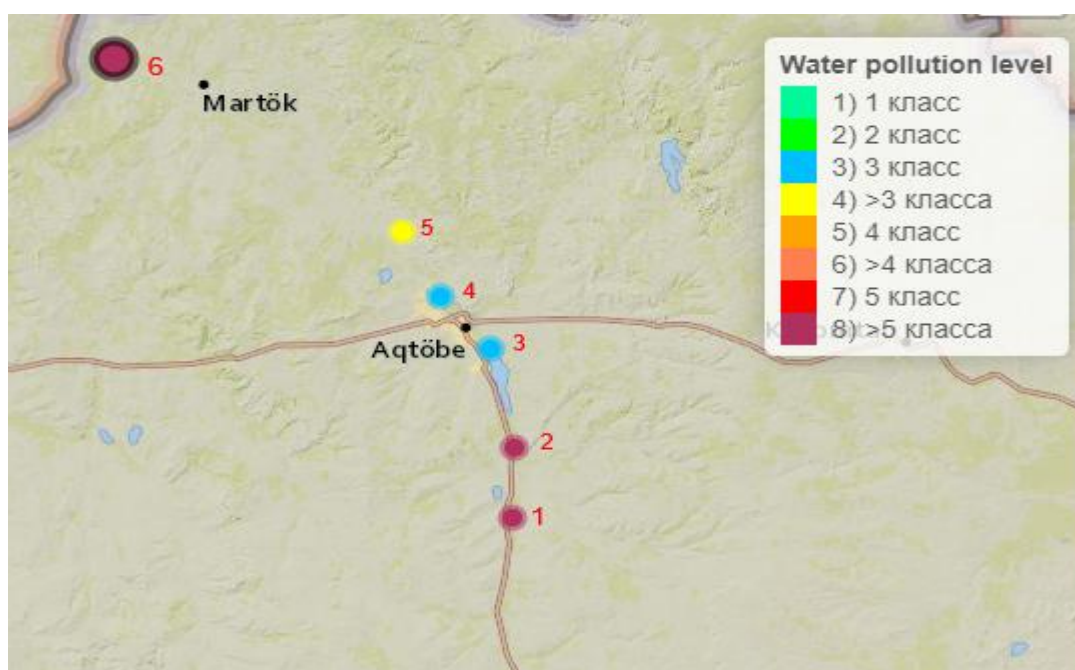 6
Martök
Water pollution level
1) 1 класс
2) 2 класс
3) 3 класс
4) >3 класса
5) 4 класс
6) >4 класса
7) 5 класс
8) >5 класса
5
4
Aqtöbe
3
2
1